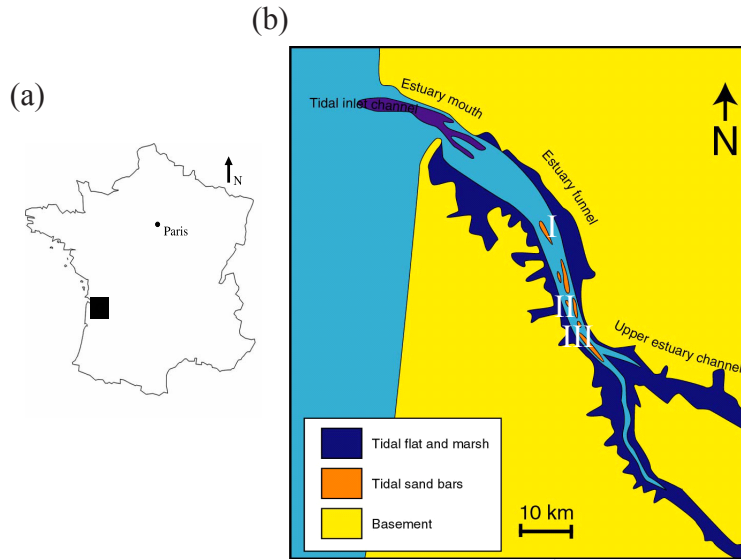 (a)
N
Paris
(b)
Estuary mouth
Tidal inlet channel
N
Estuary funnel
I
II
III
Upper estuary channel
Tidal flat and marsh
Tidal sand bars
Basement
10 km